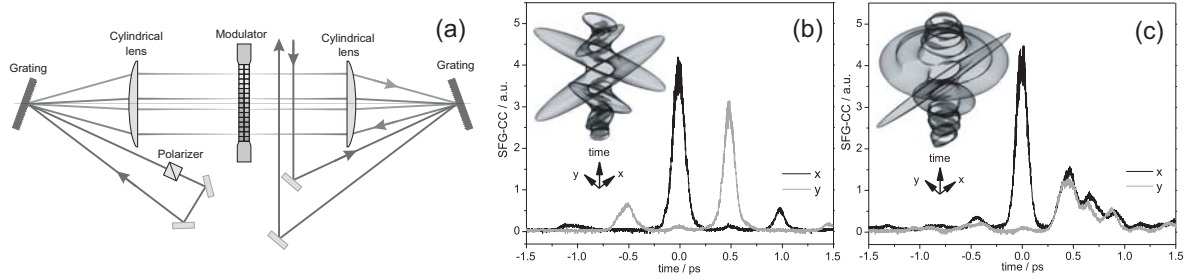 (a)
Cylindrical
lens
Modulator
Cylindrical
lens
Grating
Grating
Polarizer
(b)
SFG-CC / a.u.
5
4
3
2
1
0
time
y
x
x
y
-1.5 -1.0 -0.5 0.0 0.5 1.0 1.5
time / ps
(c)
SFG-CC / a.u.
5
4
3
2
1
0
time
y
x
x
y
-1.5 -1.0 -0.5 0.0 0.5 1.0 1.5
time / ps